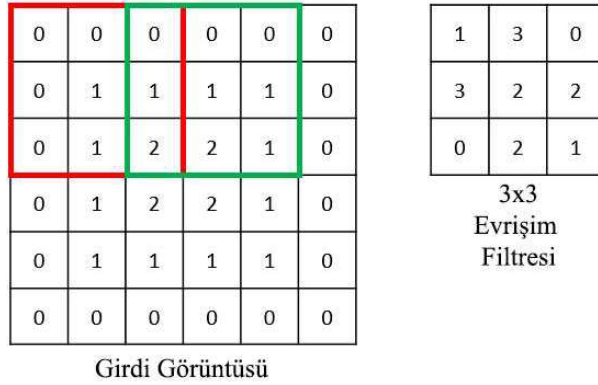 0 0 0 0 0 0
0 1 1 1 1 0
0 1 2 2 1 0
0 1 2 2 1 0
0 1 1 1 1 0
0 0 0 0 0 0
Girdi Görüntüsü
1 3 0
3 2 2
0 2 1
3x3
Evrişim
Filtresi